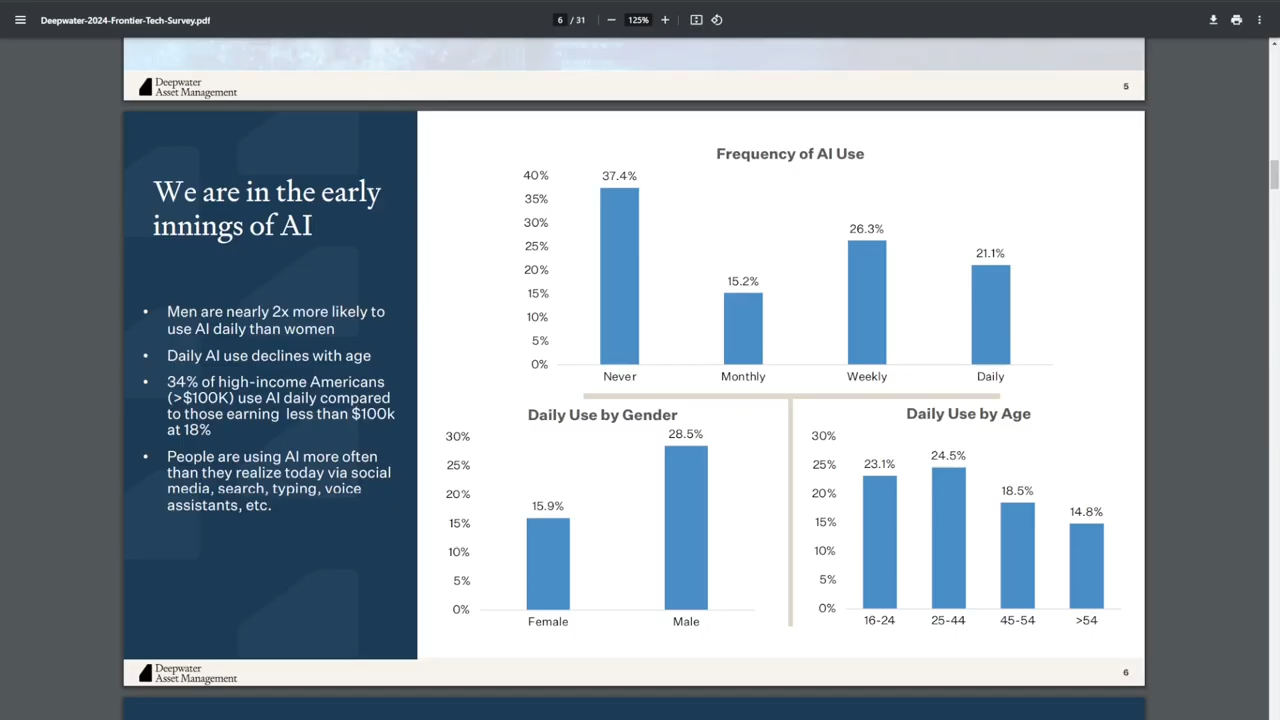 Deepwater-2024-Frontier-Tech-Survey.pdf
6 / 31
125%
Deepwater
Asset Management
5
We are in the early
innings of AI
• Men are nearly 2x more likely to
use AI daily than women
• Daily AI use declines with age
• 34% of high-income Americans
(>$100K) use AI daily compared
to those earning less than $100k
at 18%
• People are using AI more often
than they realize today via social
media, search, typing, voice
assistants, etc.
Frequency of AI Use
40%
35%
30%
25%
20%
15%
10%
5%
0%
37.4%
15.2%
26.3%
21.1%
Never Monthly Weekly Daily
Daily Use by Gender
30%
25%
20%
15%
10%
5%
0%
15.9%
28.5%
Female Male
Daily Use by Age
30%
25%
20%
15%
10%
5%
0%
23.1%
24.5%
18.5%
14.8%
16-24 25-44 45-54 >54
Deepwater
Asset Management
6